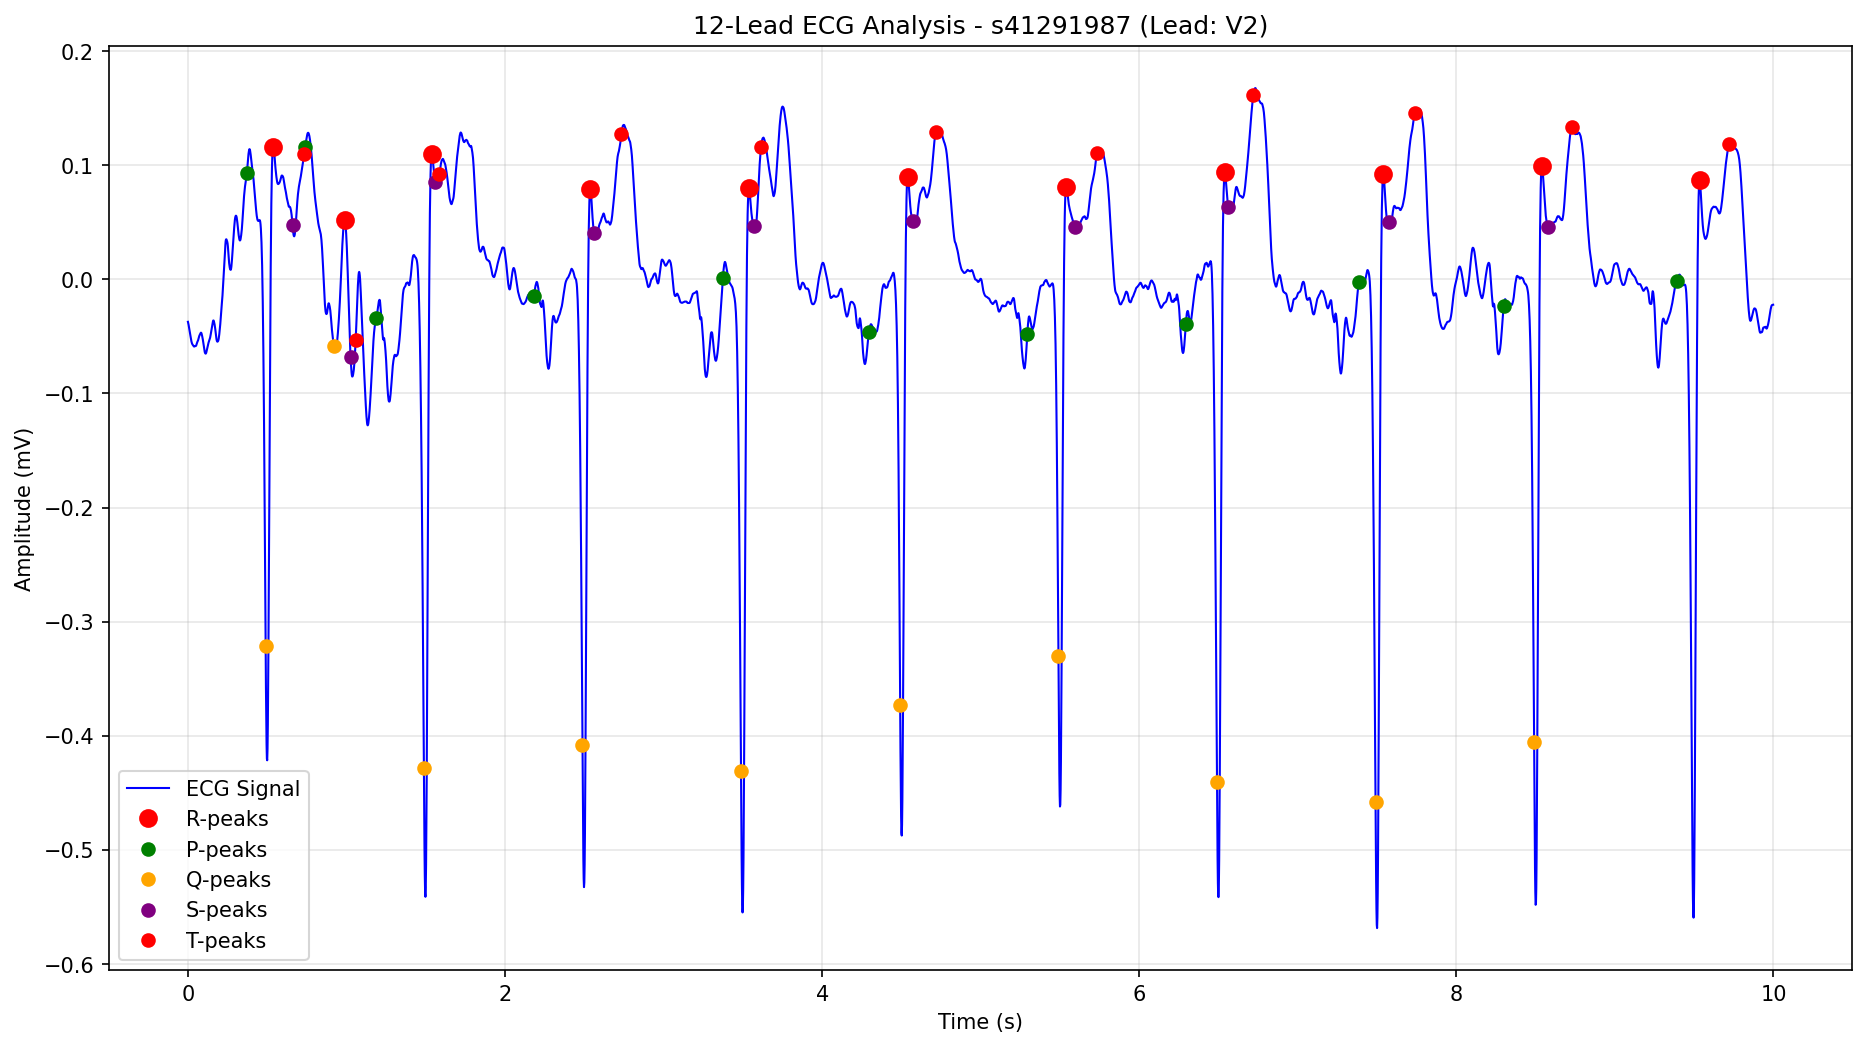 12-Lead ECG Analysis - s41291987 (Lead: V2)
0.2
0.1
0.0
−0.1
−0.2
−0.3
−0.4
−0.5
−0.6
Amplitude (mV)
ECG Signal
R-peaks
P-peaks
Q-peaks
S-peaks
T-peaks
0 2 4 6 8 10
Time (s)